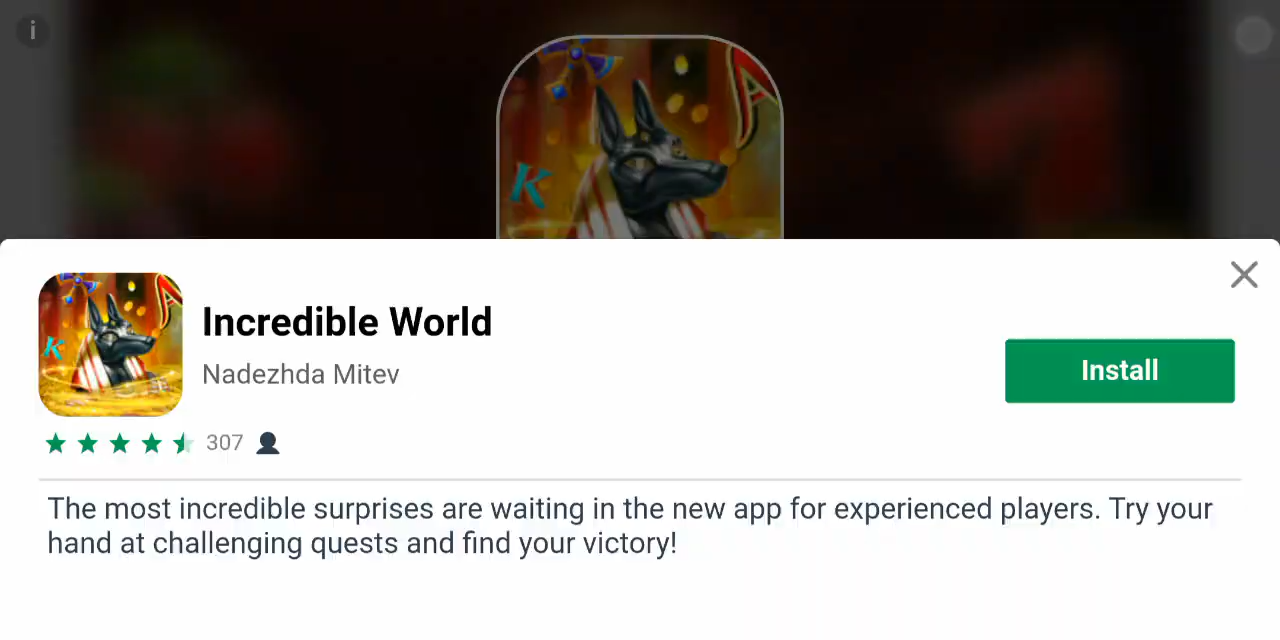 i
A
K
A
K
Incredible World
Nadezhda Mitev
Install
307
The most incredible surprises are waiting in the new app for experienced players. Try your
hand at challenging quests and find your victory!